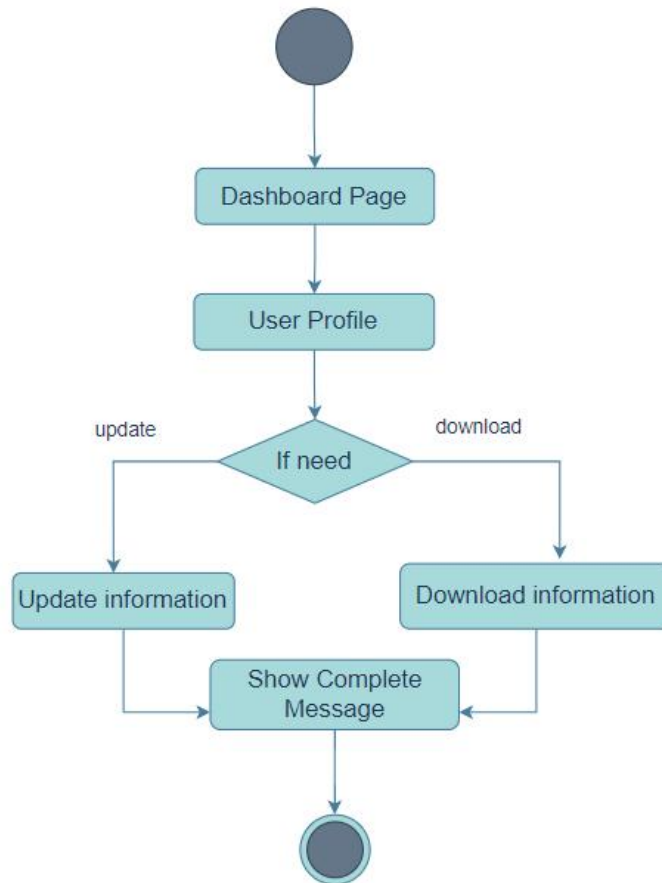 Dashboard Page
User Profile
update
download
If need
Update information
Download information
Show Complete
Message